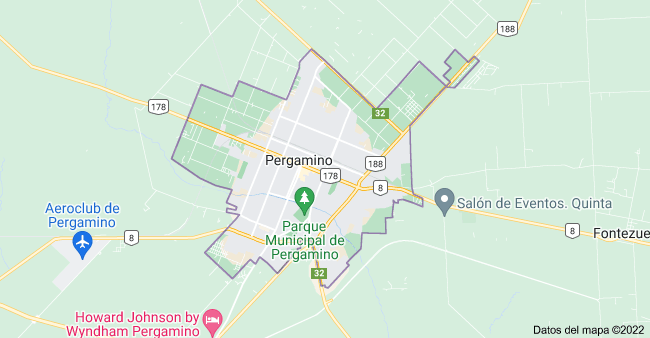 188
178
32
Pergamino
188
178
8
Salón de Eventos. Quinta
Aeroclub de
Pergamino
8
Parque
Municipal de
Pergamino
8
Fontezue
32
Howard Johnson by
Wyndham Pergamino
Datos del mapa ©2022